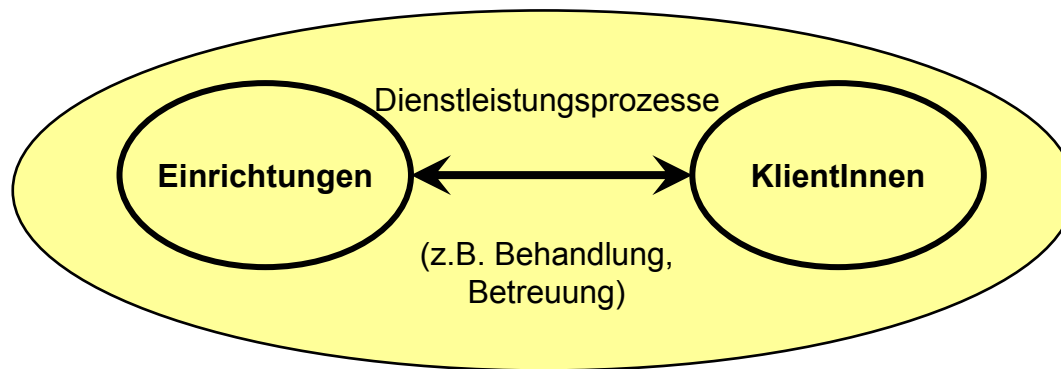 Dienstleistungsprozesse
Einrichtungen
KlientInnen
(z.B. Behandlung,
Betreuung)